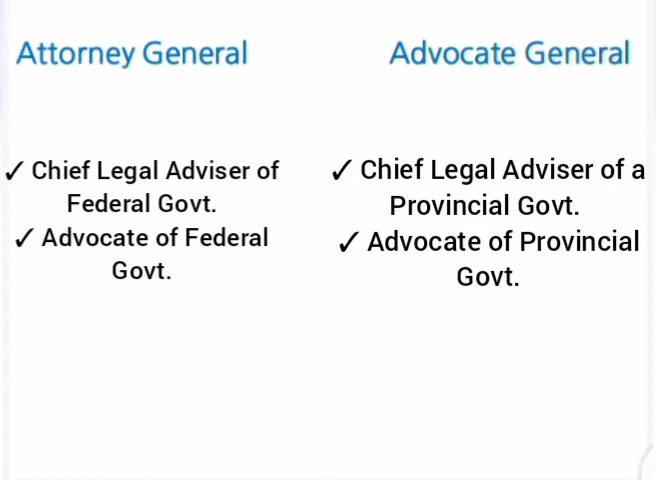 Attorney General
✓ Chief Legal Adviser of
Federal Govt.
✓ Advocate of Federal
Govt.
Advocate General
✓ Chief Legal Adviser of a
Provincial Govt.
✓ Advocate of Provincial
Govt.